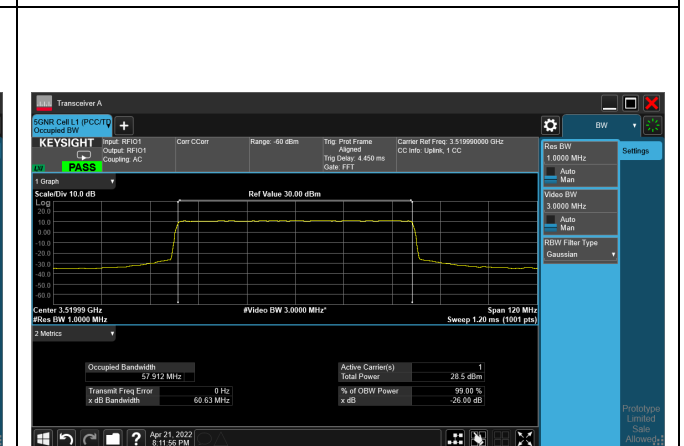 Transceiver A
5GNR Cell L1 (PCC/TD
Occupied BW
BW
KEYSIGHT
Input: RFIO1
Output: RFIO1
Coupling: AC
Corr CCorr
Range: -60 dBm
Trig: Prot Frame
Aligned
Trig Delay: 4.450 ms
Gate: FFT
Carrier Ref Freq: 3.519990000 GHz
CC Info: Uplink, 1 CC
PASS
Res BW
1.0000 MHz
Auto
Man
Settings
Video BW
3.0000 MHz
Auto
Man
RBW Filter Type
Gaussian
1 Graph
Scale/Div 10.0 dB
Ref Value 30.00 dBm
Log
20.0
10.0
0.00
-10.0
-20.0
-30.0
-40.0
-50.0
-60.0
Center 3.51999 GHz
#Video BW 3.0000 MHz*
Span 120 MHz
#Res BW 1.0000 MHz
Sweep 1.20 ms (1001 pts)
2 Metrics
Occupied Bandwidth
57.912 MHz
Active Carrier(s) 1
Total Power 28.5 dBm
Transmit Freq Error 0 Hz
x dB Bandwidth 60.63 MHz
% of OBW Power 99.00 %
x dB -26.00 dB
Prototype
Limited
Sale
Allowed
Apr 21, 2022
8:11:56 PM